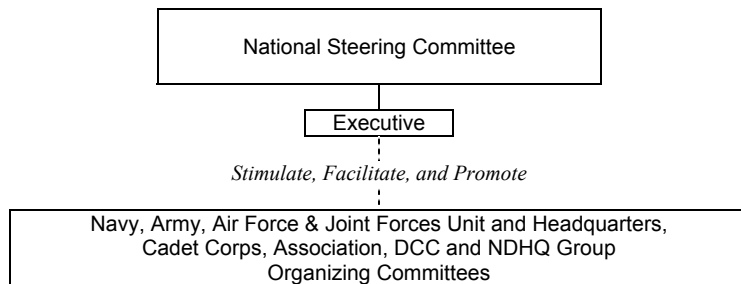 National Steering Committee
Executive
Stimulate, Facilitate, and Promote
Navy, Army, Air Force & Joint Forces Unit and Headquarters,
Cadet Corps, Association, DCC and NDHQ Group
Organizing Committees